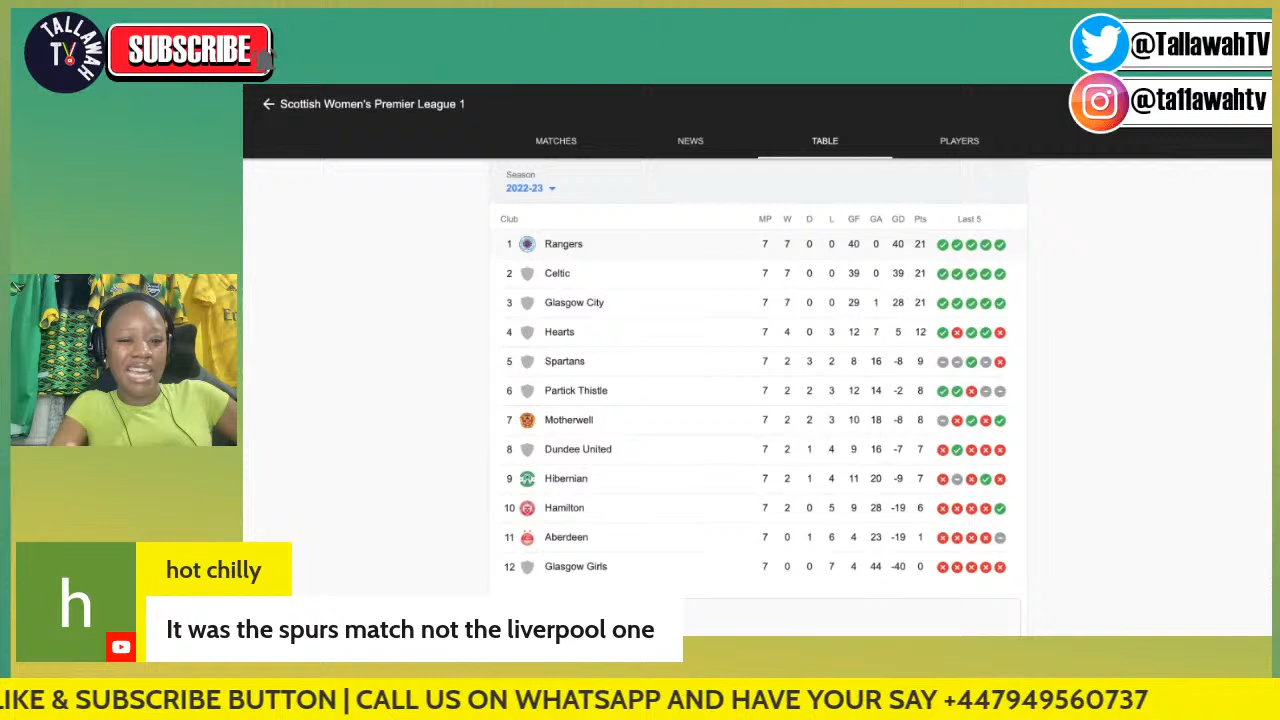 TALLAWAH
TV
SUBSCRIBE
@TallawahTV
@ta11awahtv
Scottish Women's Premier League 1
MATCHES NEWS TABLE PLAYERS
Season
2022-23
Club MP W D L GF GA GD Pts Last 5
1 Rangers 7 7 0 0 40 0 40 21
2 Celtic 7 7 0 0 39 0 39 21
3 Glasgow City 7 7 0 0 29 1 28 21
4 Hearts 7 4 0 3 12 7 5 12
5 Spartans 7 2 3 2 8 16 -8 9
6 Partick Thistle 7 2 2 3 12 14 -2 8
7 Motherwell 7 2 2 3 10 18 -8 8
8 Dundee United 7 2 1 4 9 16 -7 7
9 Hibernian 7 2 1 4 11 20 -9 7
10 Hamilton 7 2 0 5 9 28 -19 6
11 Aberdeen 7 0 1 6 4 23 -19 1
12 Glasgow Girls 7 0 0 7 4 44 -40 0
h
hot chilly
It was the spurs match not the liverpool one
LIKE & SUBSCRIBE BUTTON | CALL US ON WHATSAPP AND HAVE YOUR SAY +447949560737